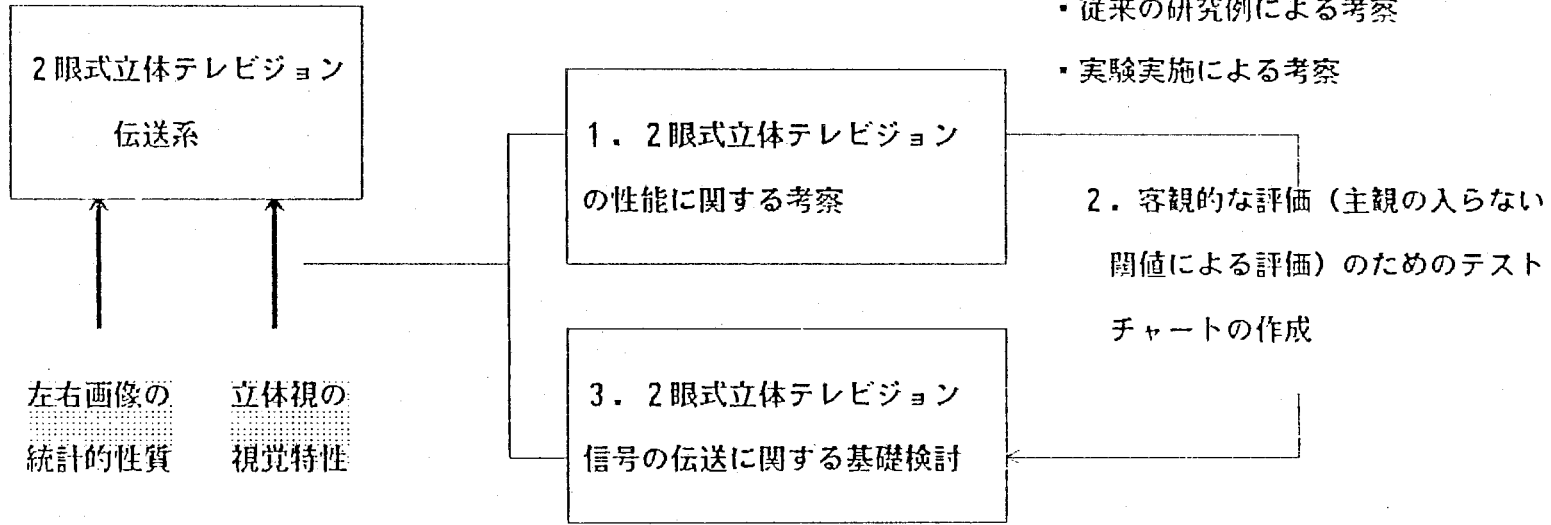 2眼式立体テレビジョン
伝送系
左右画像の
統計的性質
立体視の
視覚特性
1．2眼式立体テレビジョン
の性能に関する考察
・従来の研究例による考察
・実験実施による考察
2．客観的な評価（主観の入らない
閾値による評価）のためのテスト
チャートの作成
3．2眼式立体テレビジョン
信号の伝送に関する基礎検討